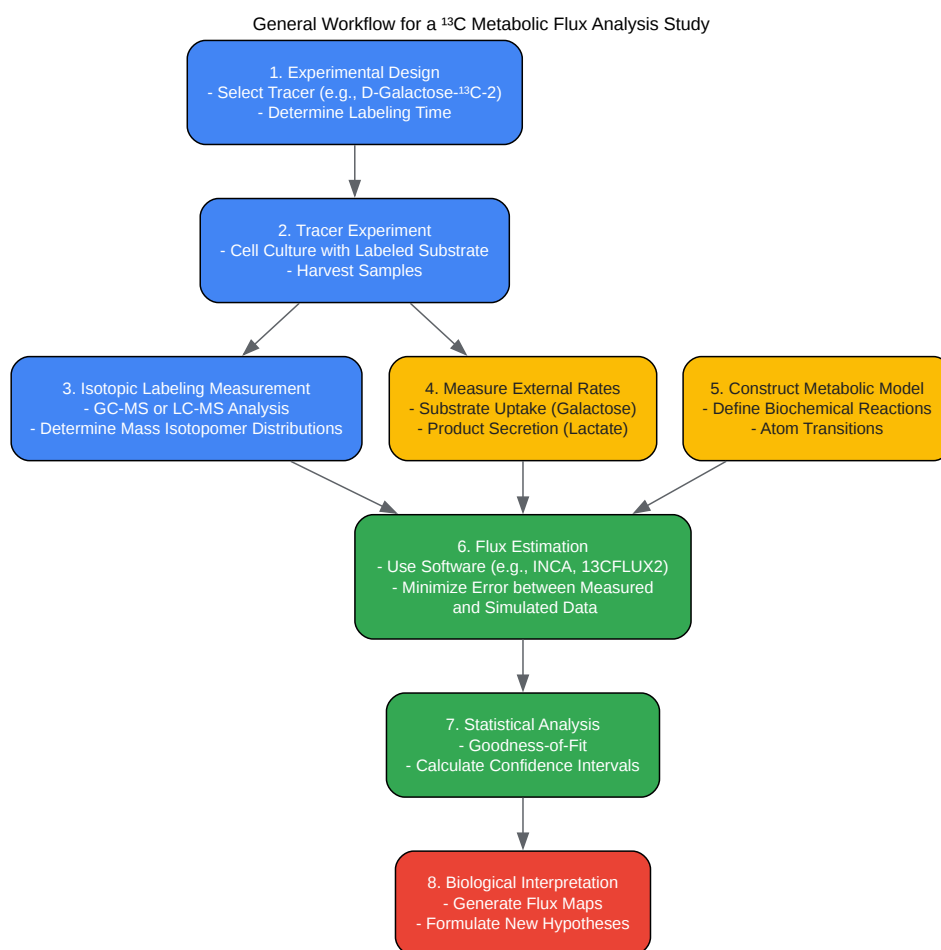 General Workflow for a ¹³C Metabolic Flux Analysis Study
1. Experimental Design
- Select Tracer (e.g., D-Galactose-¹³C-2)
- Determine Labeling Time
2. Tracer Experiment
- Cell Culture with Labeled Substrate
- Harvest Samples
3. Isotopic Labeling Measurement
- GC-MS or LC-MS Analysis
- Determine Mass Isotopomer Distributions
4. Measure External Rates
- Substrate Uptake (Galactose)
- Product Secretion (Lactate)
5. Construct Metabolic Model
- Define Biochemical Reactions
- Atom Transitions
6. Flux Estimation
- Use Software (e.g., INCA, 13CFLUX2)
- Minimize Error between Measured
and Simulated Data
7. Statistical Analysis
- Goodness-of-Fit
- Calculate Confidence Intervals
8. Biological Interpretation
- Generate Flux Maps
- Formulate New Hypotheses